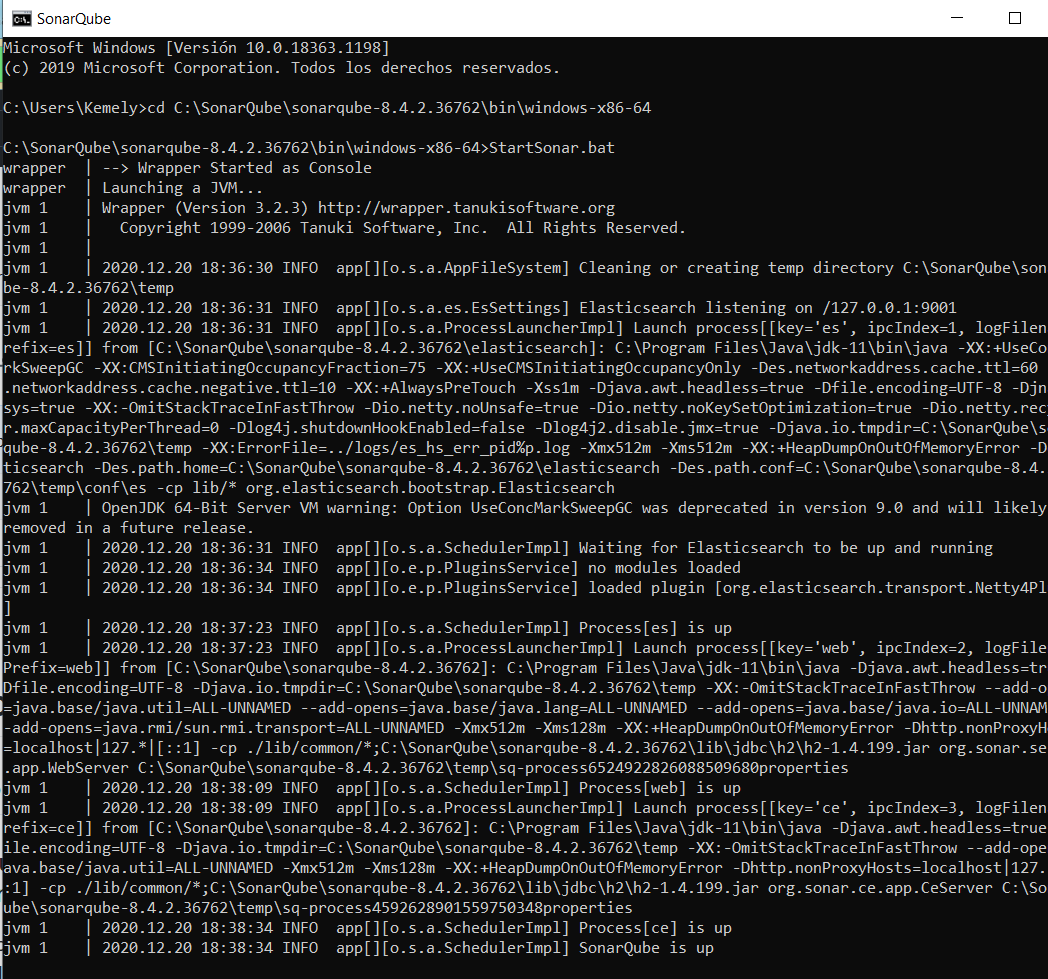 SonarQube
Microsoft Windows [Versión 10.0.18363.1198]
(c) 2019 Microsoft Corporation. Todos los derechos reservados.
C:\Users\Kemely>cd C:\SonarQube\sonarqube-8.4.2.36762\bin\windows-x86-64
C:\SonarQube\sonarqube-8.4.2.36762\bin\windows-x86-64>StartSonar.bat
wrapper  | --> Wrapper Started as Console
wrapper  | Launching a JVM...
jvm 1    | Wrapper (Version 3.2.3) http://wrapper.tanukisoftware.org
jvm 1    |   Copyright 1999-2006 Tanuki Software, Inc.  All Rights Reserved.
jvm 1    |
jvm 1    | 2020.12.20 18:36:30 INFO  app[][o.s.a.AppFileSystem] Cleaning or creating temp directory C:\SonarQube\son
be-8.4.2.36762\temp
jvm 1    | 2020.12.20 18:36:31 INFO  app[][o.s.a.es.EsSettings] Elasticsearch listening on /127.0.0.1:9001
jvm 1    | 2020.12.20 18:36:31 INFO  app[][o.s.a.ProcessLauncherImpl] Launch process[[key='es', ipcIndex=1, logFilen
refix=es]] from [C:\SonarQube\sonarqube-8.4.2.36762\elasticsearch]: C:\Program Files\Java\jdk-11\bin\java -XX:+UseCo
rkSweepGC -XX:CMSInitiatingOccupancyFraction=75 -XX:+UseCMSInitiatingOccupancyOnly -Des.networkaddress.cache.ttl=60
.networkaddress.cache.negative.ttl=10 -XX:+AlwaysPreTouch -Xss1m -Djava.awt.headless=true -Dfile.encoding=UTF-8 -Djn
sys=true -XX:-OmitStackTraceInFastThrow -Dio.netty.noUnsafe=true -Dio.netty.noKeySetOptimization=true -Dio.netty.rec
r.maxCapacityPerThread=0 -Dlog4j.shutdownHookEnabled=false -Dlog4j2.disable.jmx=true -Djava.io.tmpdir=C:\SonarQube\s
qube-8.4.2.36762\temp -XX:ErrorFile=../logs/es_hs_err_pid%p.log -Xmx512m -Xms512m -XX:+HeapDumpOnOutOfMemoryError -D
ticsearch -Des.path.home=C:\SonarQube\sonarqube-8.4.2.36762\elasticsearch -Des.path.conf=C:\SonarQube\sonarqube-8.4.
762\temp\conf\es -cp lib/* org.elasticsearch.bootstrap.Elasticsearch
jvm 1    | OpenJDK 64-Bit Server VM warning: Option UseConcMarkSweepGC was deprecated in version 9.0 and will likely
removed in a future release.
jvm 1    | 2020.12.20 18:36:31 INFO  app[][o.s.a.SchedulerImpl] Waiting for Elasticsearch to be up and running
jvm 1    | 2020.12.20 18:36:34 INFO  app[][o.e.p.PluginsService] no modules loaded
jvm 1    | 2020.12.20 18:36:34 INFO  app[][o.e.p.PluginsService] loaded plugin [org.elasticsearch.transport.Netty4Pl
]
jvm 1    | 2020.12.20 18:37:23 INFO  app[][o.s.a.SchedulerImpl] Process[es] is up
jvm 1    | 2020.12.20 18:37:23 INFO  app[][o.s.a.ProcessLauncherImpl] Launch process[[key='web', ipcIndex=2, logFile
Prefix=web]] from [C:\SonarQube\sonarqube-8.4.2.36762]: C:\Program Files\Java\jdk-11\bin\java -Djava.awt.headless=tr
Dfile.encoding=UTF-8 -Djava.io.tmpdir=C:\SonarQube\sonarqube-8.4.2.36762\temp -XX:-OmitStackTraceInFastThrow --add-o
=java.base/java.util=ALL-UNNAMED --add-opens=java.base/java.lang=ALL-UNNAMED --add-opens=java.base/java.io=ALL-UNNAM
-add-opens=java.rmi/sun.rmi.transport=ALL-UNNAMED -Xmx512m -Xms128m -XX:+HeapDumpOnOutOfMemoryError -Dhttp.nonProxyH
=localhost|127.*|[::1] -cp ./lib/common/*;C:\SonarQube\sonarqube-8.4.2.36762\lib\jdbc\h2\h2-1.4.199.jar org.sonar.se
.app.WebServer C:\SonarQube\sonarqube-8.4.2.36762\temp\sq-process6524922826088509680properties
jvm 1    | 2020.12.20 18:38:09 INFO  app[][o.s.a.SchedulerImpl] Process[web] is up
jvm 1    | 2020.12.20 18:38:09 INFO  app[][o.s.a.ProcessLauncherImpl] Launch process[[key='ce', ipcIndex=3, logFilen
refix=ce]] from [C:\SonarQube\sonarqube-8.4.2.36762]: C:\Program Files\Java\jdk-11\bin\java -Djava.awt.headless=true
ile.encoding=UTF-8 -Djava.io.tmpdir=C:\SonarQube\sonarqube-8.4.2.36762\temp -XX:-OmitStackTraceInFastThrow --add-ope
ava.base/java.util=ALL-UNNAMED -Xmx512m -Xms128m -XX:+HeapDumpOnOutOfMemoryError -Dhttp.nonProxyHosts=localhost|127.
:1] -cp ./lib/common/*;C:\SonarQube\sonarqube-8.4.2.36762\lib\jdbc\h2\h2-1.4.199.jar org.sonar.ce.app.CeServer C:\So
ube\sonarqube-8.4.2.36762\temp\sq-process4592628901559750348properties
jvm 1    | 2020.12.20 18:38:34 INFO  app[][o.s.a.SchedulerImpl] Process[ce] is up
jvm 1    | 2020.12.20 18:38:34 INFO  app[][o.s.a.SchedulerImpl] SonarQube is up